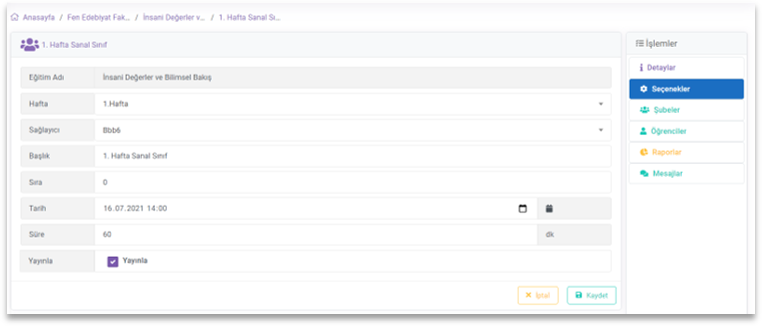 Anasayfa / Fen Edebiyat Fak... / İnsani Değerler v... / 1. Hafta Sanal Sı...
1. Hafta Sanal Sınıf
Eğitim Adı İnsani Değerler ve Bilimsel Bakış
Hafta 1.Hafta
Sağlayıcı Bbb6
Başlık 1. Hafta Sanal Sınıf
Sıra 0
Tarih 16.07.2021 14:00
Süre 60 dk
Yayınla Yayınla
İptal Kaydet
İşlemler
Detaylar
Seçenekler
Şubeler
Öğrenciler
Raporlar
Mesajlar